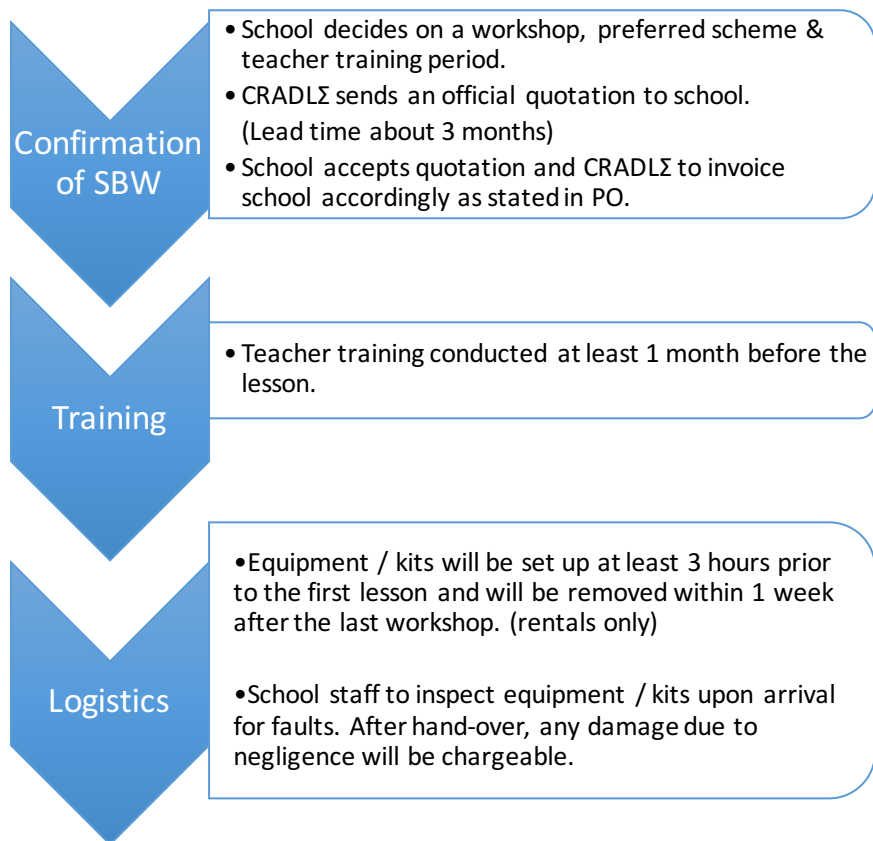 Confirmation
of SBW
•School decides on a workshop, preferred scheme &
teacher training period.
•CRADLΣ sends an official quotation to school.
(Lead time about 3 months)
•School accepts quotation and CRADLΣ to invoice
school accordingly as stated in PO.
Training
•Teacher training conducted at least 1 month before the
lesson.
Logistics
•Equipment / kits will be set up at least 3 hours prior
to the first lesson and will be removed within 1 week
after the last workshop. (rentals only)
•School staff to inspect equipment / kits upon arrival
for faults. After hand-over, any damage due to
negligence will be chargeable.